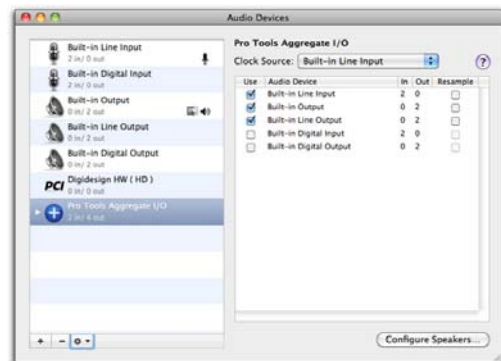 Audio Devices
Built-in Line Input
2 in/ 0 out
Built-in Digital Input
2 in/ 0 out
Built-in Output
0 in/ 2 out
Built-in Line Output
0 in/ 2 out
Built-in Digital Output
0 in/ 2 out
PCI
Digidesign HW ( HD )
0 in/ 0 out
Pro Tools Aggregate I/O
2 in/ 4 out
Pro Tools Aggregate I/O
Clock Source: Built-in Line Input
?
Use Audio Device In Out Resample
Built-in Line Input 2 0
Built-in Output 0 2
Built-in Line Output 0 2
Built-in Digital Input 2 0
Built-in Digital Output 0 2
+ −
Configure Speakers...